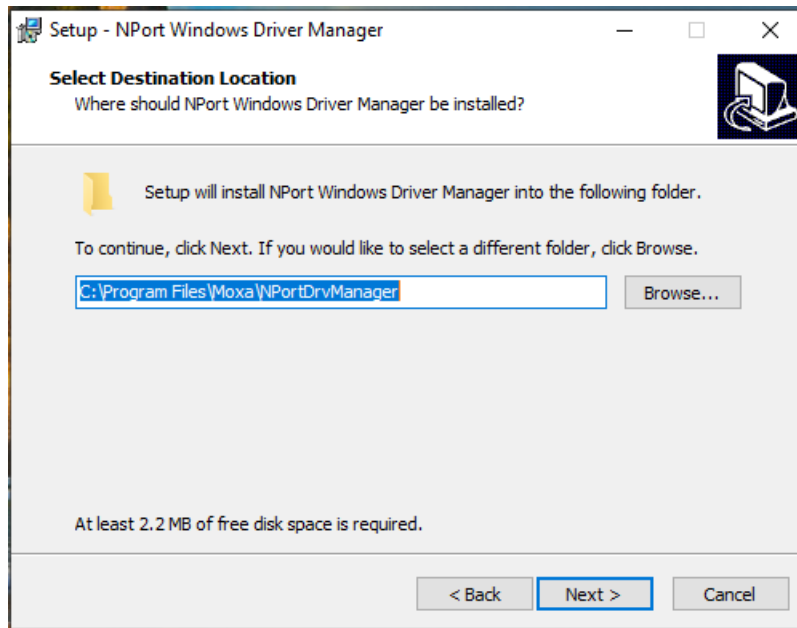 Setup - NPort Windows Driver Manager
Select Destination Location
Where should NPort Windows Driver Manager be installed?
Setup will install NPort Windows Driver Manager into the following folder.
To continue, click Next. If you would like to select a different folder, click Browse.
C:\Program Files\Moxa\NPortDrvManager
Browse...
At least 2.2 MB of free disk space is required.
< Back
Next >
Cancel